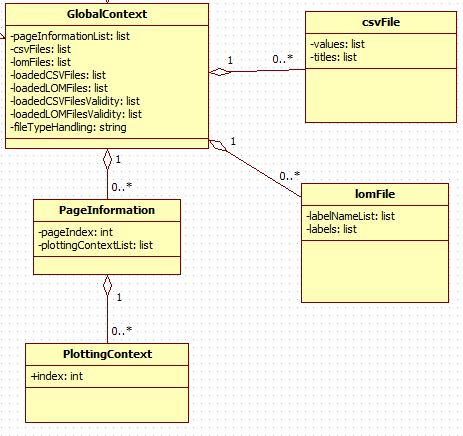 GlobalContext
-pageInformationList: list
-csvFiles: list
-lomFiles: list
-loadedCSVFiles: list
-loadedLOMFiles: list
-loadedCSVFilesValidity: list
-loadedLOMFilesValidity: list
-fileTypeHandling: string
csvFile
-values: list
-titles: list
1
0..*
1
0..*
lomFile
-labelNameList: list
-labels: list
1
0..*
PageInformation
-pageIndex: int
-plottingContextList: list
1
0..*
PlottingContext
+index: int